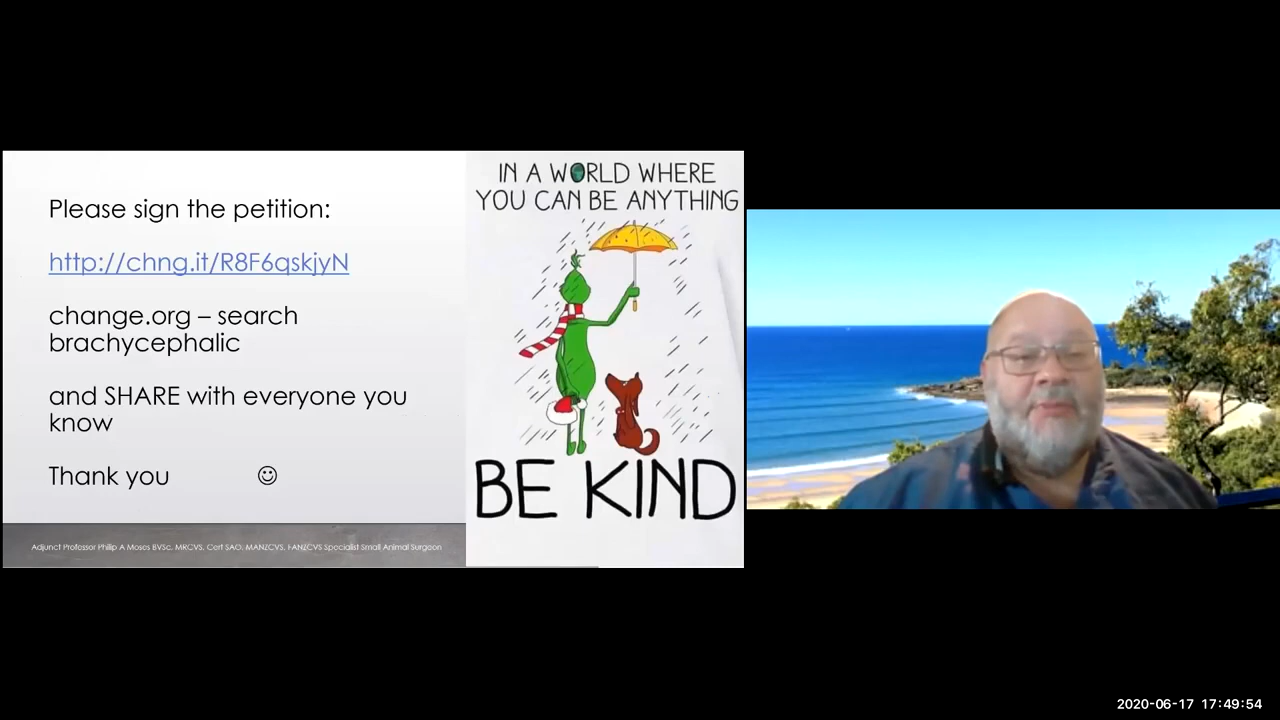 Please sign the petition:
http://chng.it/R8F6qskjyN
change.org – search
brachycephalic
and SHARE with everyone you
know
Thank you ☺
Adjunct Professor Philip A Moses BVSc, MRCVS, Cert SAO, MANZCVS, FANZCVS Specialist Small Animal Surgeon
IN A WORLD WHERE
YOU CAN BE ANYTHING
BE KIND
2020-06-17 17:49:54